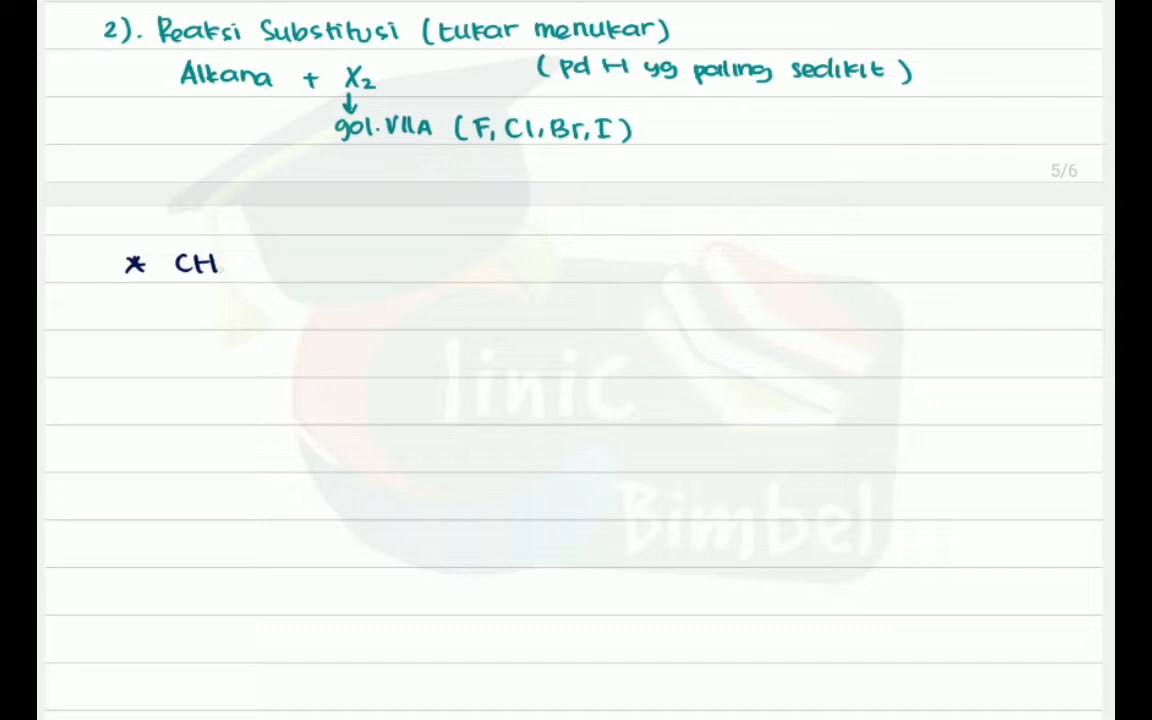 2). Reaksi Substitusi (tukar menukar)
Alkana + X₂ (pd H yg paling sedikit)
↓
gol. VIIA (F, Cl, Br, I)
5/6
* CH
linic
Bimbel